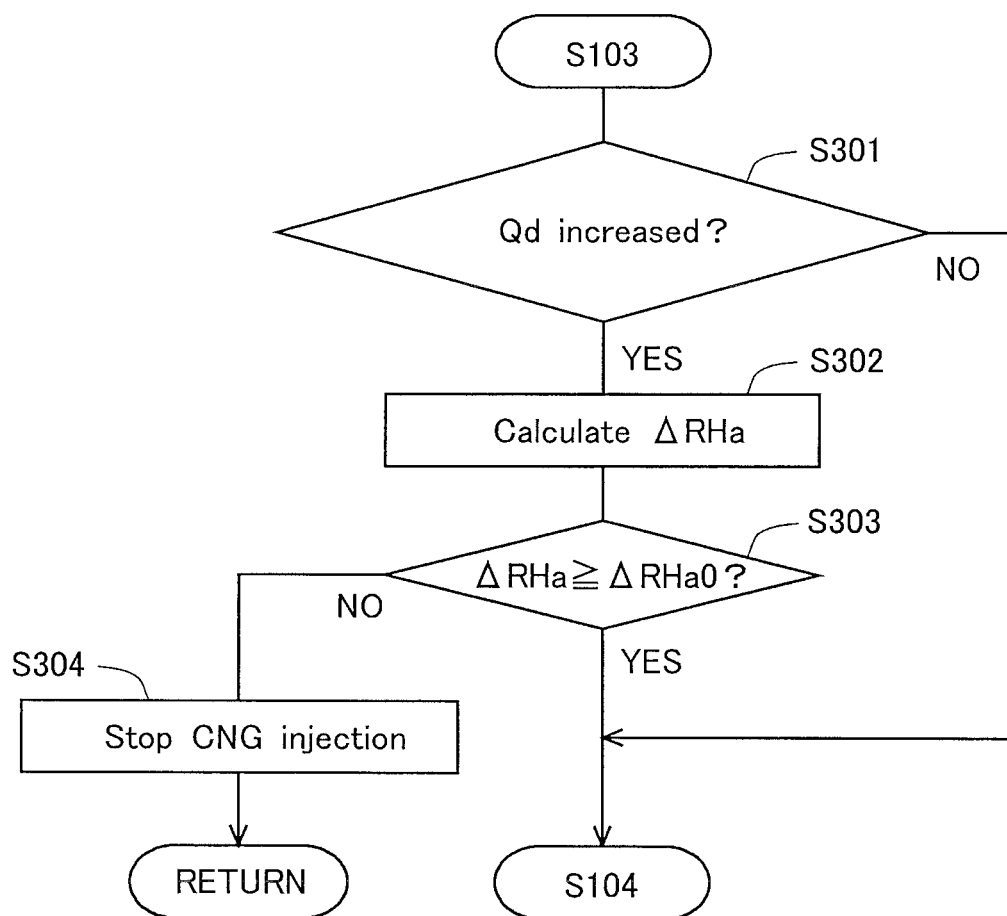 S103
S301
Qd increased?
NO
YES
S302
Calculate ΔRHa
S303
ΔRHa≧ΔRHa0?
NO
YES
S304
Stop CNG injection
RETURN
S104